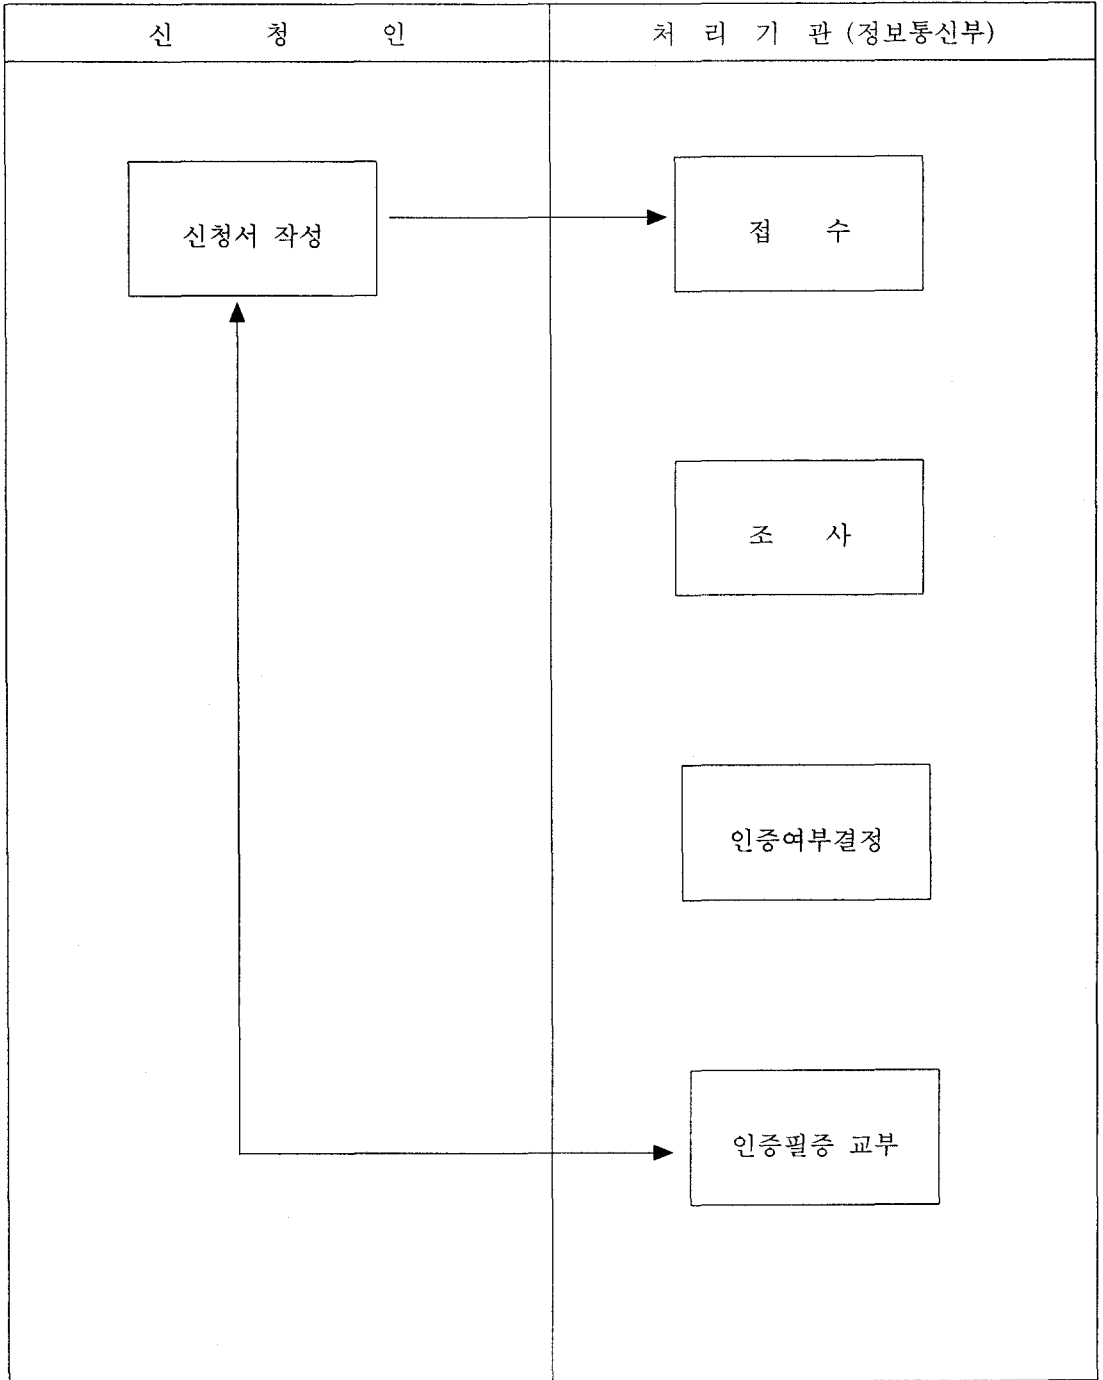 신 청 인
처 리 기 관 (정보통신부)
신청서 작성
접 수
조 사
인증여부결정
인증필증 교부